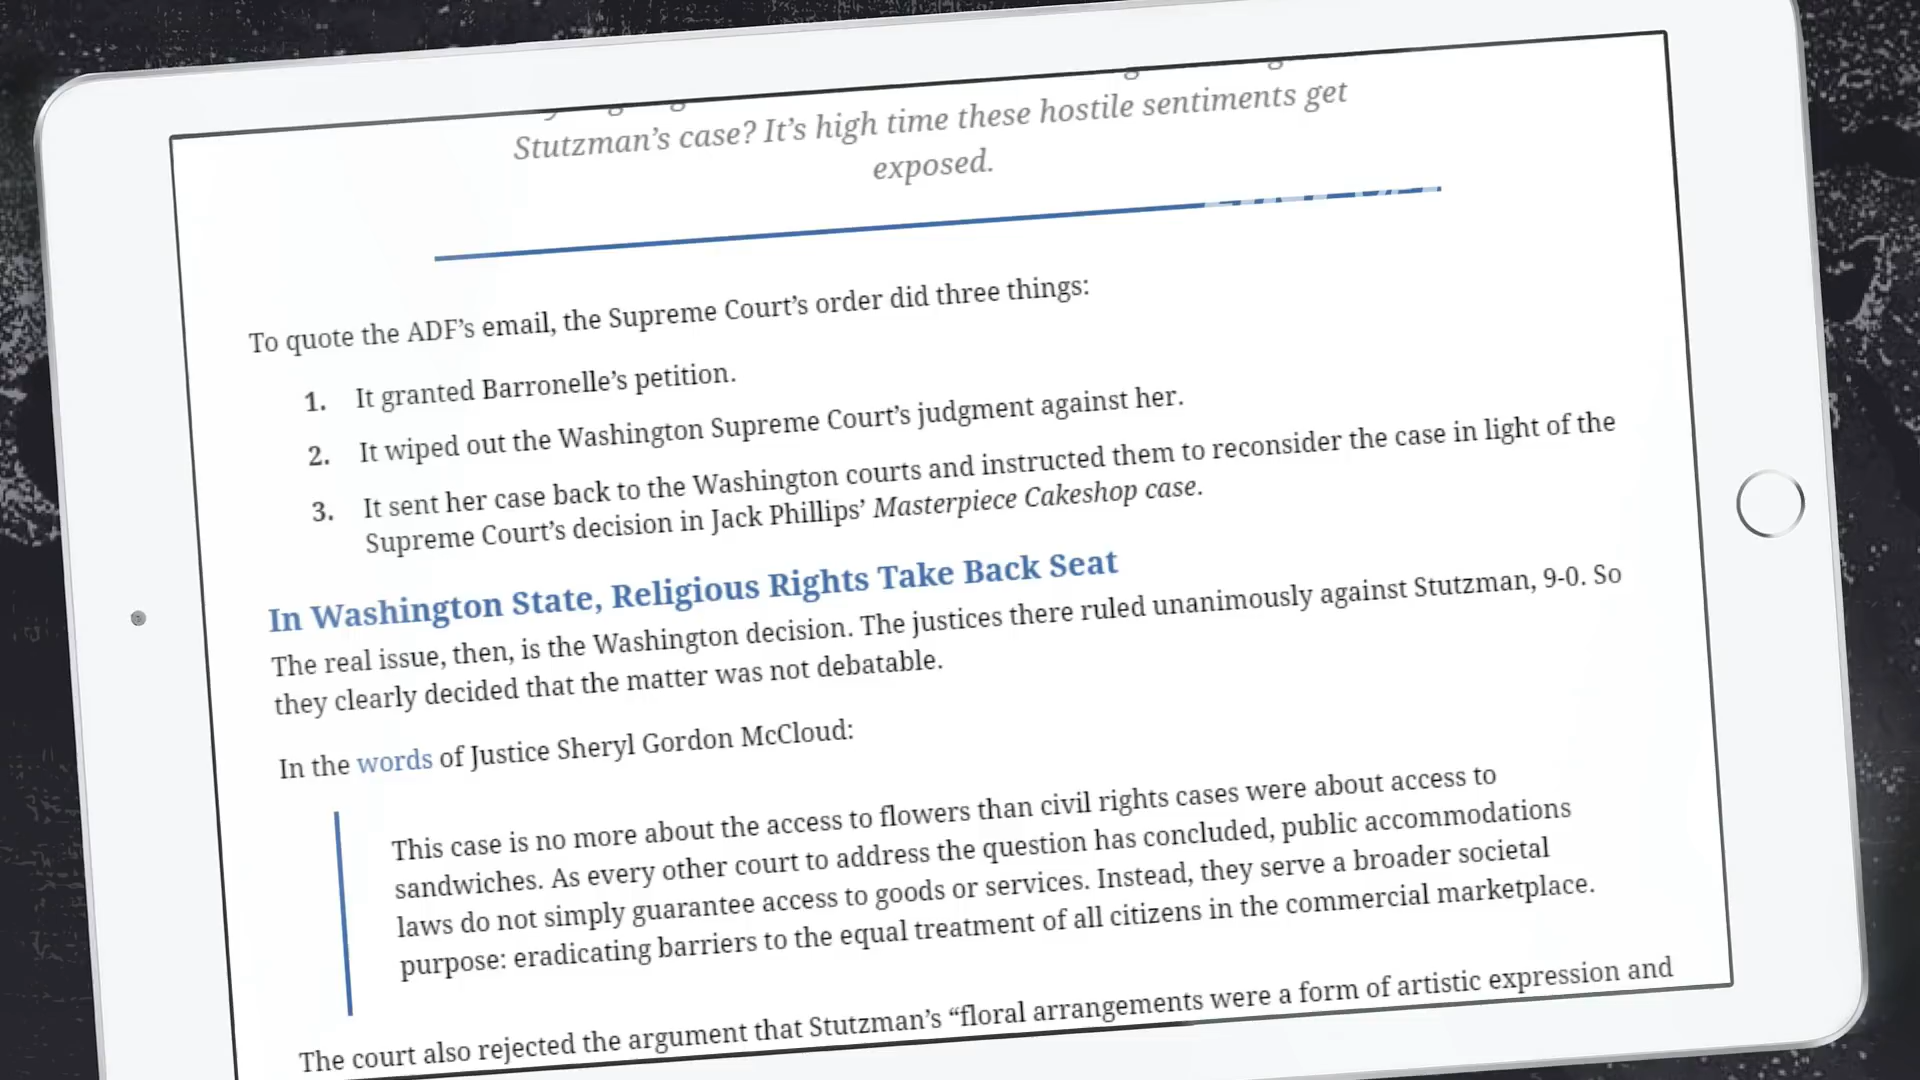 Stutzman’s case? It’s high time these hostile sentiments get
exposed.
To quote the ADF’s email, the Supreme Court’s order did three things:
1. It granted Barronelle’s petition.
2. It wiped out the Washington Supreme Court’s judgment against her.
3. It sent her case back to the Washington courts and instructed them to reconsider the case in light of the
Supreme Court’s decision in Jack Phillips’ Masterpiece Cakeshop case.
In Washington State, Religious Rights Take Back Seat
The real issue, then, is the Washington decision. The justices there ruled unanimously against Stutzman, 9-0. So
they clearly decided that the matter was not debatable.
In the words of Justice Sheryl Gordon McCloud:
This case is no more about the access to flowers than civil rights cases were about access to
sandwiches. As every other court to address the question has concluded, public accommodations
laws do not simply guarantee access to goods or services. Instead, they serve a broader societal
purpose: eradicating barriers to the equal treatment of all citizens in the commercial marketplace.
The court also rejected the argument that Stutzman’s “floral arrangements were a form of artistic expression and